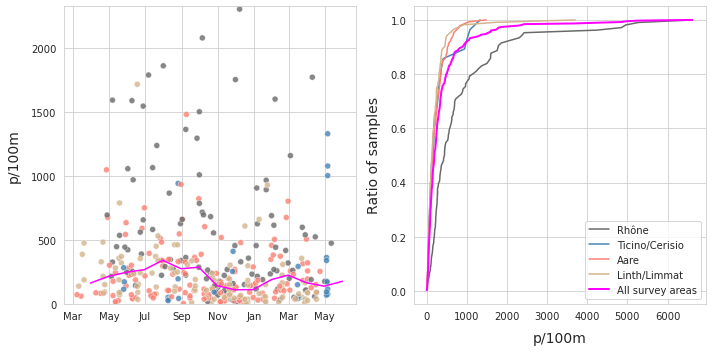 p/100m
2000
1500
1000
500
0
Mar
May
Jul
Sep
Nov
Jan
Mar
May
Ratio of samples
1.0
0.8
0.6
0.4
0.2
0.0
0
1000
2000
3000
4000
5000
6000
p/100m
Rhône
Ticino/Cerisio
Aare
Linth/Limmat
All survey areas